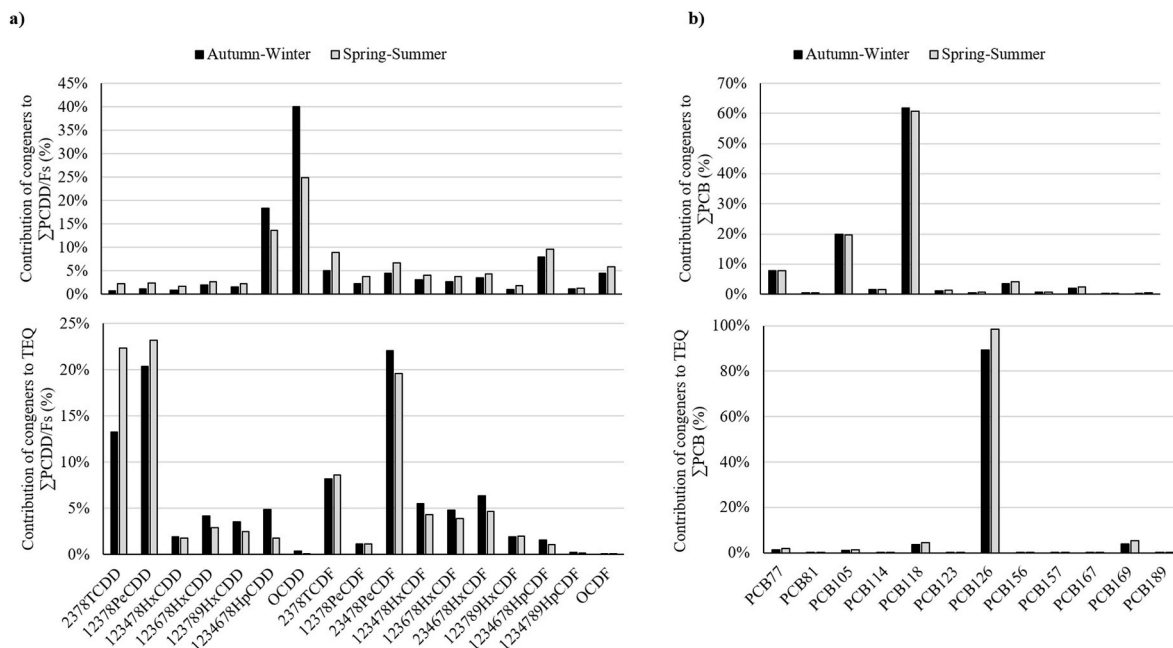 a)
Autumn-Winter Spring-Summer
Contribution of congeners to
∑PCDD/Fs (%)
45%
40%
35%
30%
25%
20%
15%
10%
5%
0%
Contribution of congeners to TEQ
∑PCDD/Fs (%)
25%
20%
15%
10%
5%
0%
2378TCDD
12378PeCDD
123478HxCDD
123678HxCDD
123789HxCDD
1234678HpCDD
OCDD
2378TCDF
12378PeCDF
23478PeCDF
123478HxCDF
123678HxCDF
234678HxCDF
123789HxCDF
1234678HpCDF
1234789HpCDF
OCDF
b)
Autumn-Winter Spring-Summer
Contribution of congeners to
∑PCB (%)
70%
60%
50%
40%
30%
20%
10%
0%
Contribution of congeners to TEQ
∑PCB (%)
100%
80%
60%
40%
20%
0%
PCB77
PCB81
PCB105
PCB114
PCB118
PCB123
PCB126
PCB156
PCB157
PCB167
PCB169
PCB189